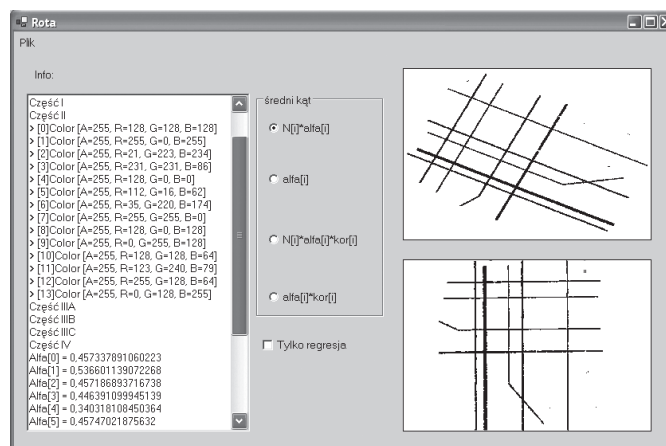 Rota
Plik
Info:
Część I
Część II
> [0]Color [A=255, R=128, G=128, B=128]
> [1]Color [A=255, R=255, G=0, B=255]
> [2]Color [A=255, R=21, G=223, B=234]
> [3]Color [A=255, R=231, G=231, B=86]
> [4]Color [A=255, R=128, G=0, B=0]
> [5]Color [A=255, R=112, G=16, B=62]
> [6]Color [A=255, R=35, G=220, B=174]
> [7]Color [A=255, R=255, G=255, B=0]
> [8]Color [A=255, R=128, G=0, B=128]
> [9]Color [A=255, R=0, G=255, B=128]
> [10]Color [A=255, R=128, G=128, B=64]
> [11]Color [A=255, R=123, G=240, B=79]
> [12]Color [A=255, R=255, G=128, B=64]
> [13]Color [A=255, R=0, G=128, B=255]
Część IIIA
Część IIIB
Część IIIC
Część IV
Alfa[0] = 0,457337891060223
Alfa[1] = 0,536601139072268
Alfa[2] = 0,457186893716738
Alfa[3] = 0,446391099945139
Alfa[4] = 0,340318108450364
Alfa[5] = 0,45747021875632
średni kąt
N[i]*alfa[i]
alfa[i]
N[i]*alfa[i]*kor[i]
alfa[i]*kor[i]
Tylko regresja